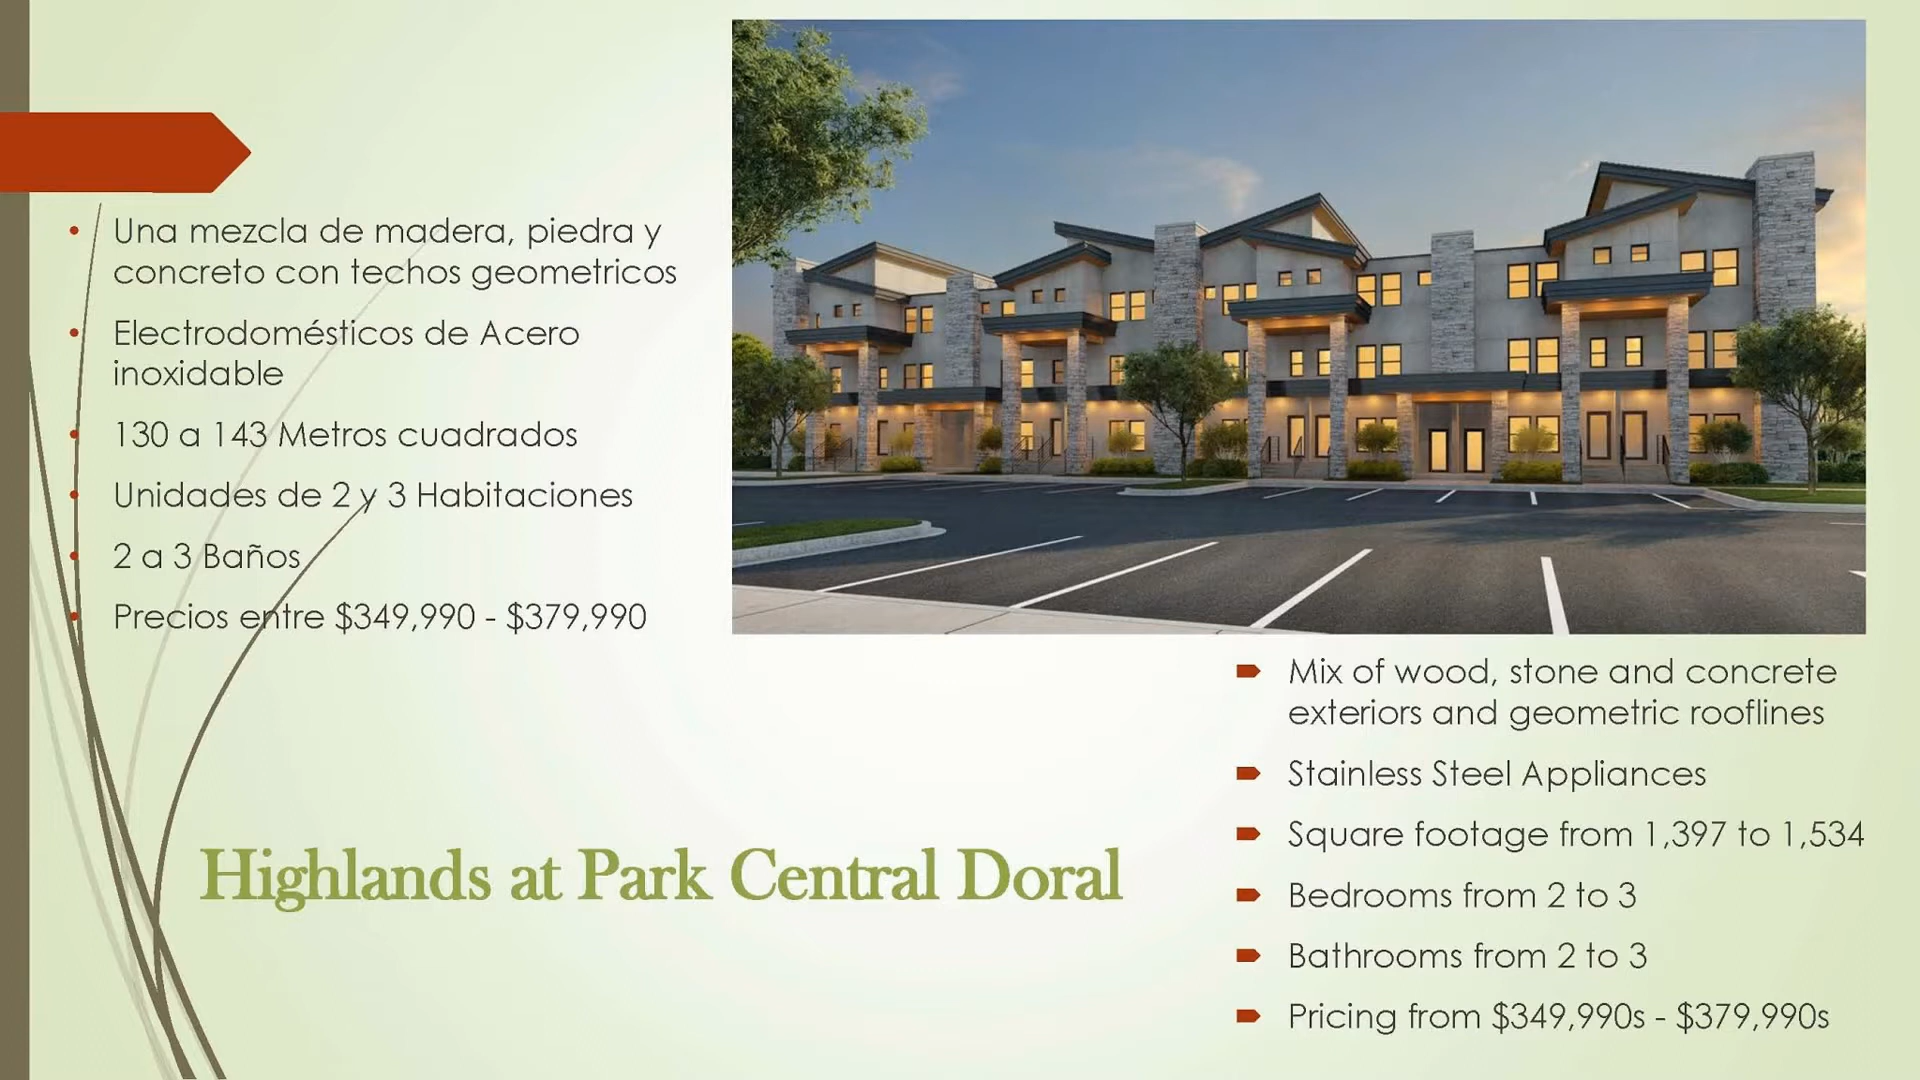 Una mezcla de madera, piedra y
concreto con techos geometricos
Electrodomésticos de Acero
inoxidable
130 a 143 Metros cuadrados
Unidades de 2 y 3 Habitaciones
2 a 3 Baños
Precios entre $349,990 - $379,990
Highlands at Park Central Doral
Mix of wood, stone and concrete
exteriors and geometric rooflines
Stainless Steel Appliances
Square footage from 1,397 to 1,534
Bedrooms from 2 to 3
Bathrooms from 2 to 3
Pricing from $349,990s - $379,990s